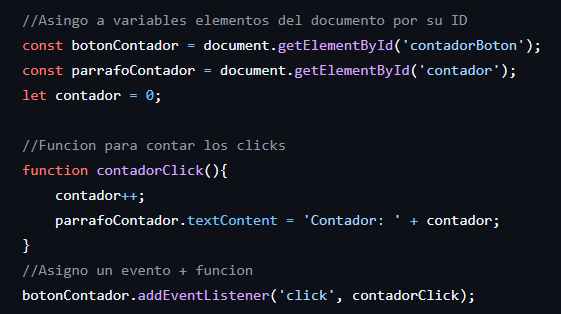 //Asingo a variables elementos del documento por su ID
const botonContador = document.getElementById('contadorBoton');
const parrafoContador = document.getElementById('contador');
let contador = 0;

//Funcion para contar los clicks
function contadorClick(){
    contador++;
    parrafoContador.textContent = 'Contador: ' + contador;
}
//Asigno un evento + funcion
botonContador.addEventListener('click', contadorClick);